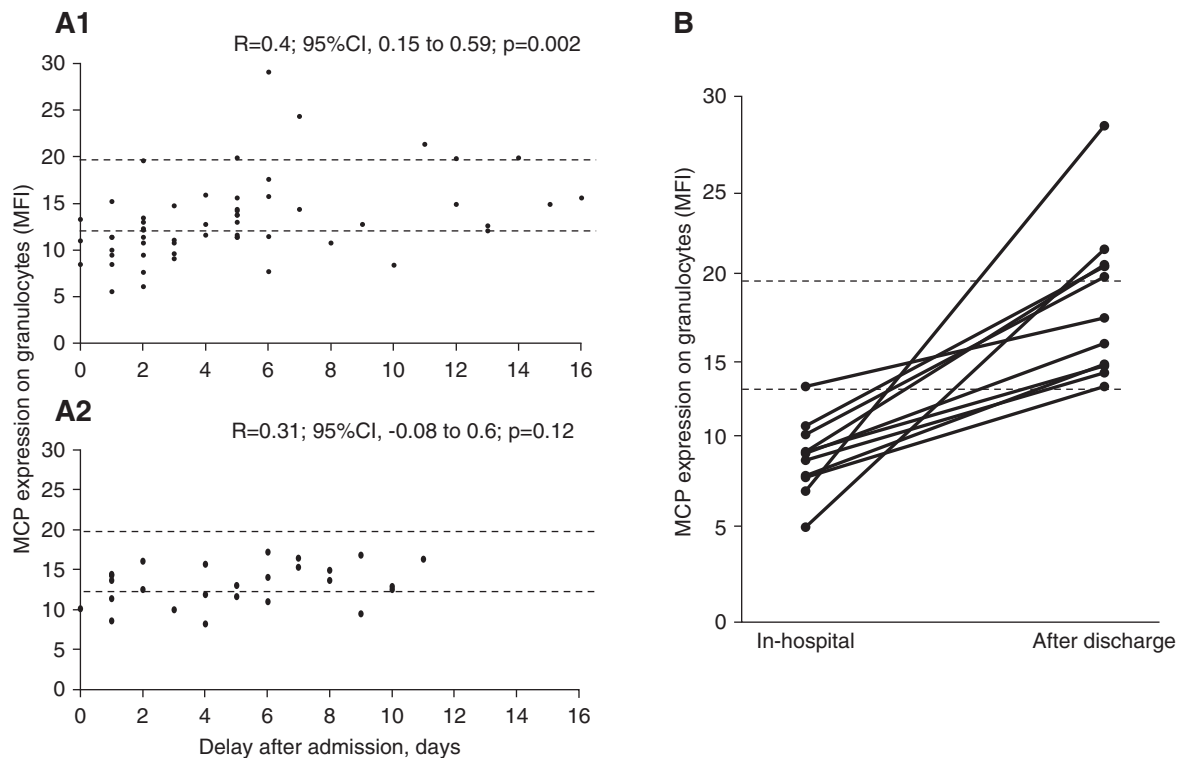 A1
R=0.4; 95%CI, 0.15 to 0.59; p=0.002
30
25
20
15
10
5
0
0 2 4 6 8 10 12 14 16
MCP expression on granulocytes (MFI)
A2
R=0.31; 95%CI, -0.08 to 0.6; p=0.12
30
25
20
15
10
5
0
0 2 4 6 8 10 12 14 16
Delay after admission, days
B
MCP expression on granulocytes (MFI)
30
25
20
15
10
5
0
In-hospital After discharge